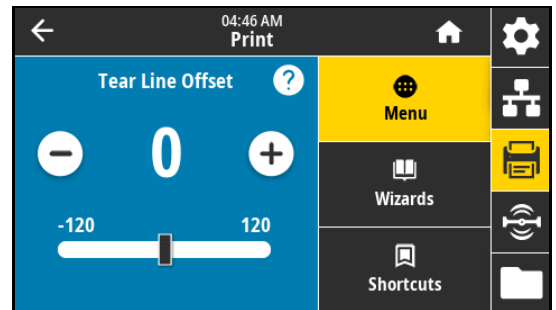 04:46 AM
Print
Tear Line Offset
?
0
-120
120
Menu
Wizards
Shortcuts